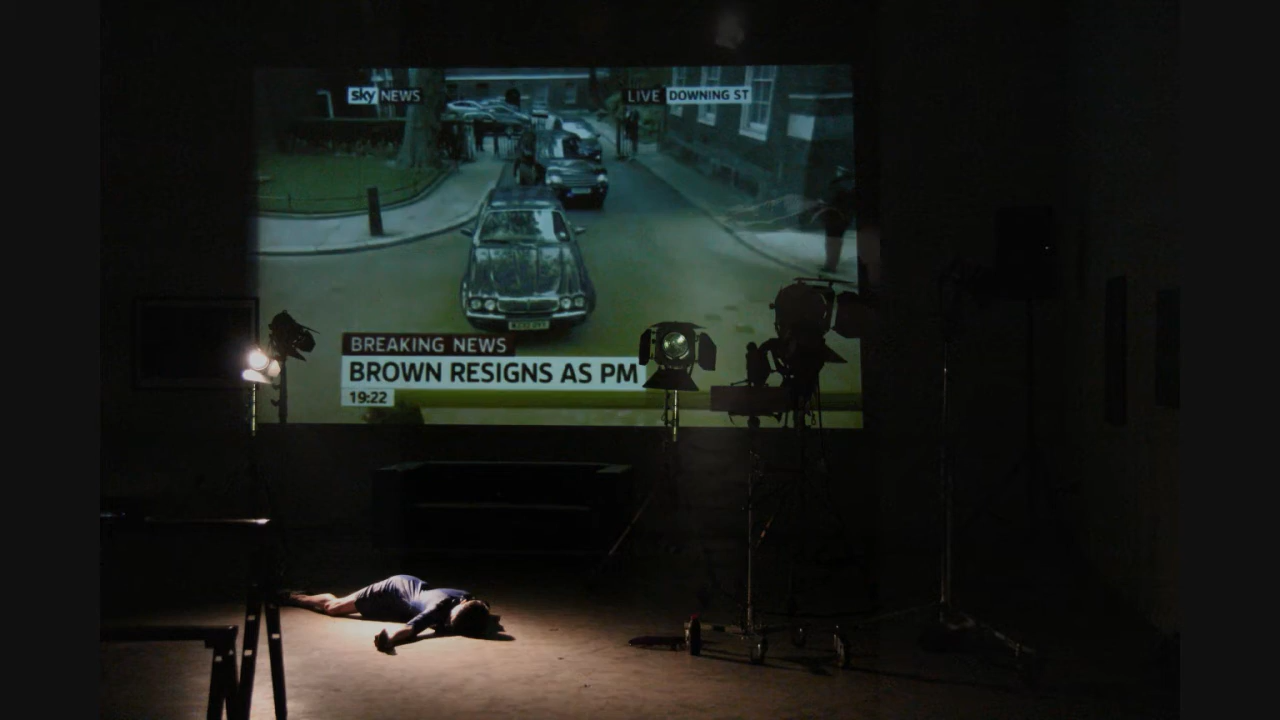 sky NEWS
LIVE DOWNING ST
BREAKING NEWS
BROWN RESIGNS AS PM
19:22